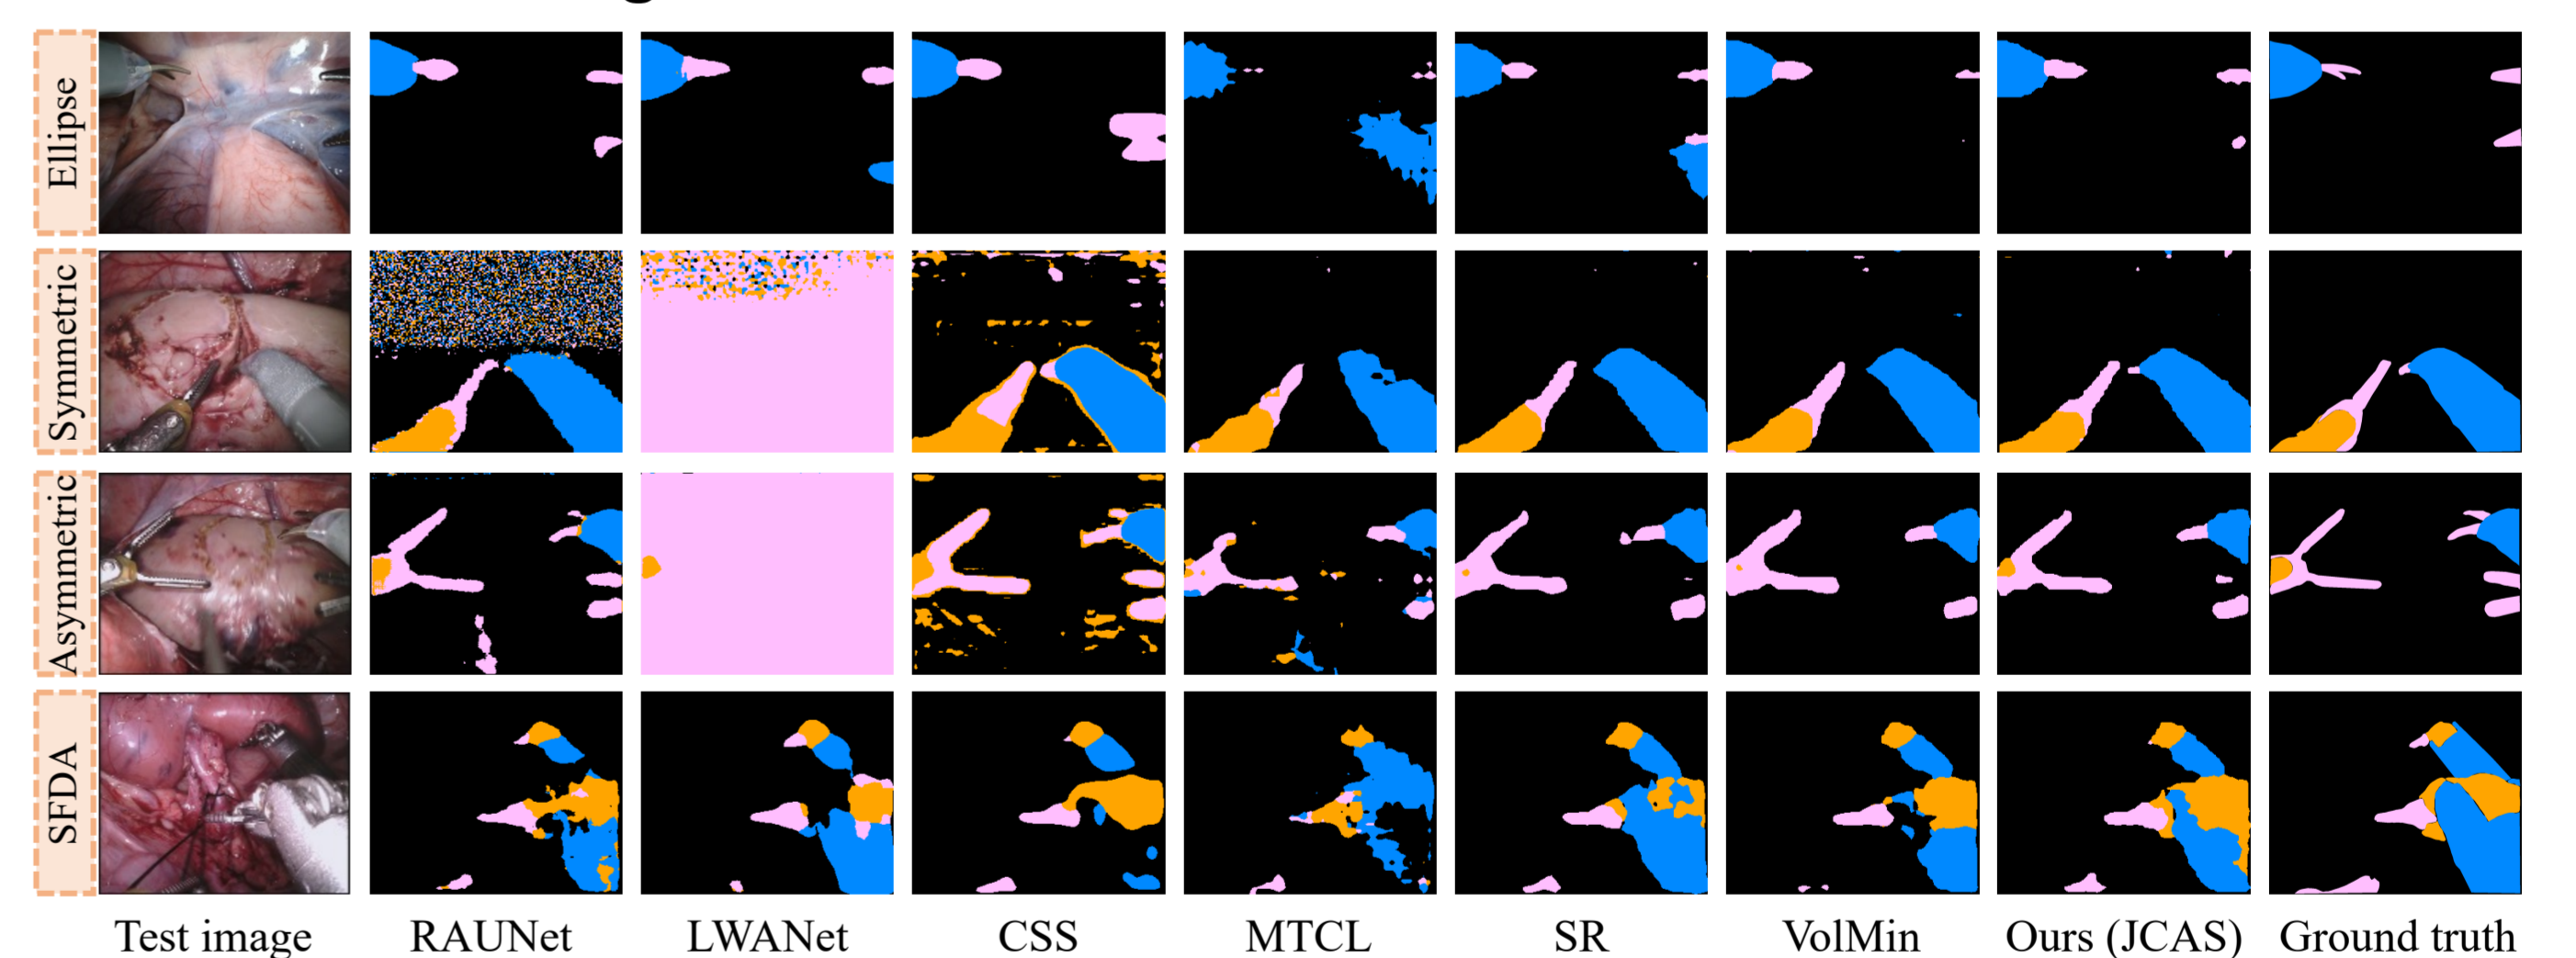 Ellipse
Symmetric
Asymmetric
SFDA
Test image RAUNet LWANet CSS MTCL SR VolMin Ours (JCAS) Ground truth